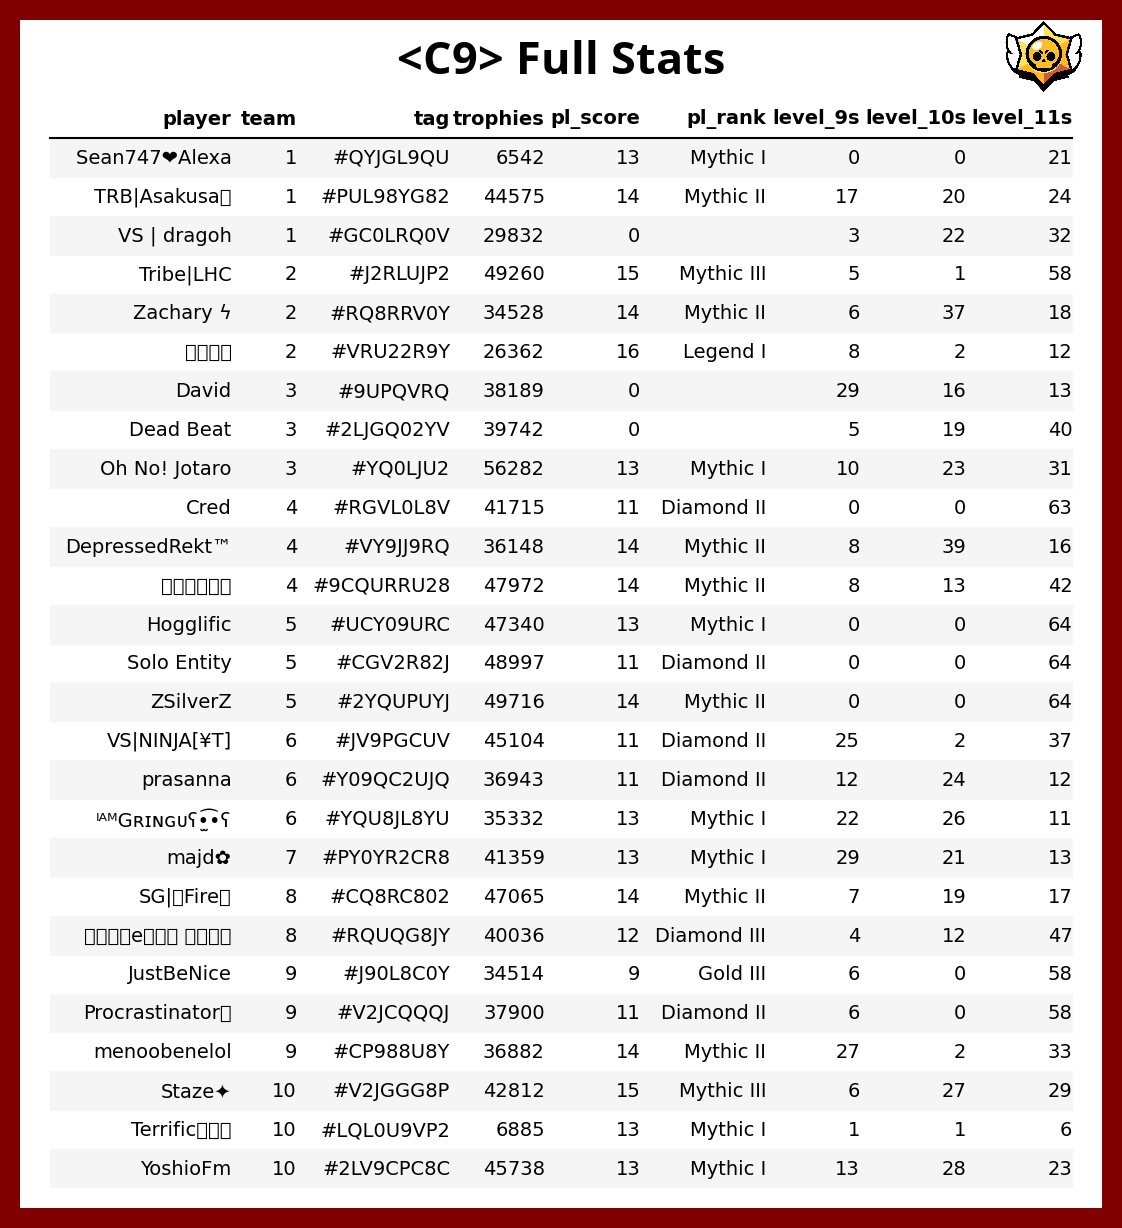 <C9> Full Stats
player team tag trophies pl_score pl_rank level_9s level_10s level_11s
Sean747❤Alexa 1 #QYJGL9QU 6542 13 Mythic I 0 0 21
TRB|Asakusa▯ 1 #PUL98YG82 44575 14 Mythic II 17 20 24
VS | dragoh 1 #GC0LRQ0V 29832 0 3 22 32
Tribe|LHC 2 #J2RLUJP2 49260 15 Mythic III 5 1 58
Zachary ϟ 2 #RQ8RRV0Y 34528 14 Mythic II 6 37 18
▯▯▯▯ 2 #VRU22R9Y 26362 16 Legend I 8 2 12
David 3 #9UPQVRQ 38189 0 29 16 13
Dead Beat 3 #2LJGQ02YV 39742 0 5 19 40
Oh No! Jotaro 3 #YQ0LJU2 56282 13 Mythic I 10 23 31
Cred 4 #RGVL0L8V 41715 11 Diamond II 0 0 63
DepressedRekt™ 4 #VY9JJ9RQ 36148 14 Mythic II 8 39 16
▯▯▯▯▯▯ 4 #9CQURRU28 47972 14 Mythic II 8 13 42
Hogglific 5 #UCY09URC 47340 13 Mythic I 0 0 64
Solo Entity 5 #CGV2R82J 48997 11 Diamond II 0 0 64
ZSilverZ 5 #2YQUPUYJ 49716 14 Mythic II 0 0 64
VS|NINJA[¥T] 6 #JV9PGCUV 45104 11 Diamond II 25 2 37
prasanna 6 #Y09QC2UJQ 36943 11 Diamond II 12 24 12
ᴵᴬᴹGʀɪɴɢᴜʕ•̫͡•ʕ 6 #YQU8JL8YU 35332 13 Mythic I 22 26 11
majd✿ 7 #PY0YR2CR8 41359 13 Mythic I 29 21 13
SG|▯Fire▯ 8 #CQ8RC802 47065 14 Mythic II 7 19 17
▯▯▯▯e▯▯▯ ▯▯▯▯ 8 #RQUQG8JY 40036 12 Diamond III 4 12 47
JustBeNice 9 #J90L8C0Y 34514 9 Gold III 6 0 58
Procrastinator▯ 9 #V2JCQQQJ 37900 11 Diamond II 6 0 58
menoobenelol 9 #CP988U8Y 36882 14 Mythic II 27 2 33
Staze✦ 10 #V2JGGG8P 42812 15 Mythic III 6 27 29
Terrific▯▯▯ 10 #LQL0U9VP2 6885 13 Mythic I 1 1 6
YoshioFm 10 #2LV9CPC8C 45738 13 Mythic I 13 28 23